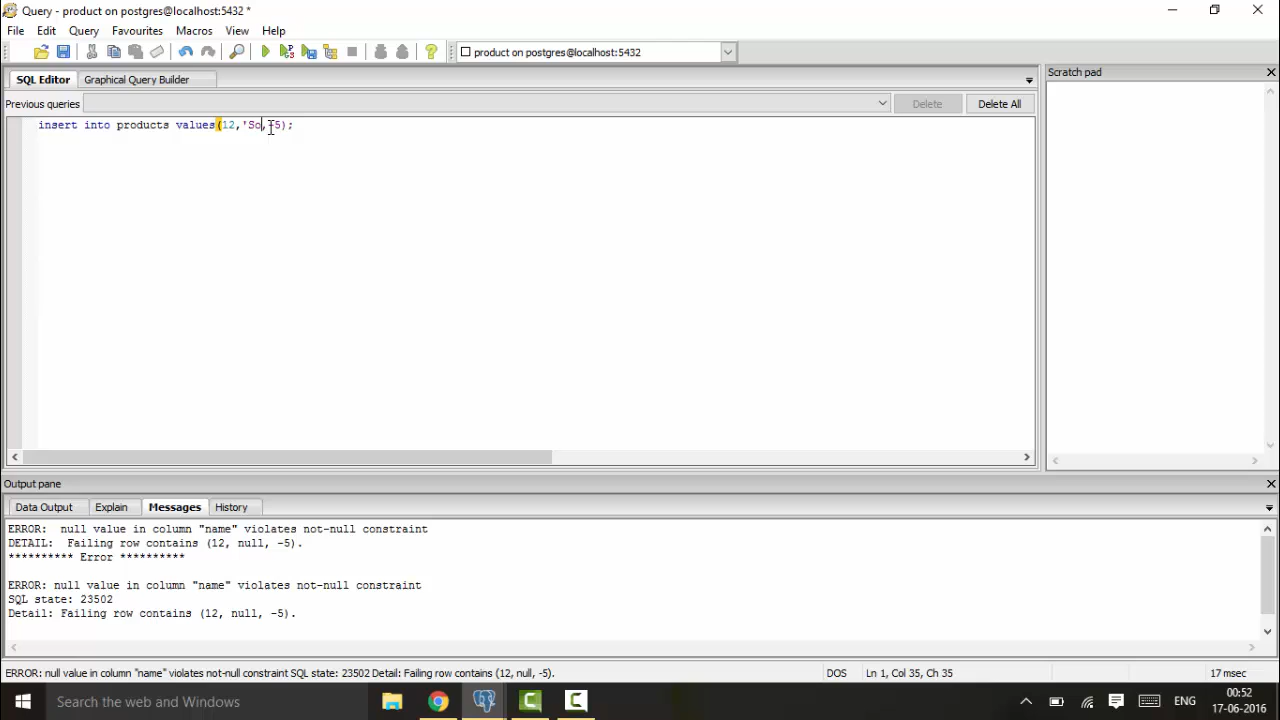 Query - product on postgres@localhost:5432 *
File Edit Query Favourites Macros View Help
product on postgres@localhost:5432
SQL Editor Graphical Query Builder
Scratch pad
Previous queries Delete Delete All
insert into products values(12,'So,-5);
Output pane
Data Output Explain Messages History
ERROR: null value in column "name" violates not-null constraint
DETAIL: Failing row contains (12, null, -5).
********** Error **********
ERROR: null value in column "name" violates not-null constraint
SQL state: 23502
Detail: Failing row contains (12, null, -5).
ERROR: null value in column "name" violates not-null constraint SQL state: 23502 Detail: Failing row contains (12, null, -5). DOS Ln 1, Col 35, Ch 35 17 msec
Search the web and Windows ENG 00:52
17-06-2016